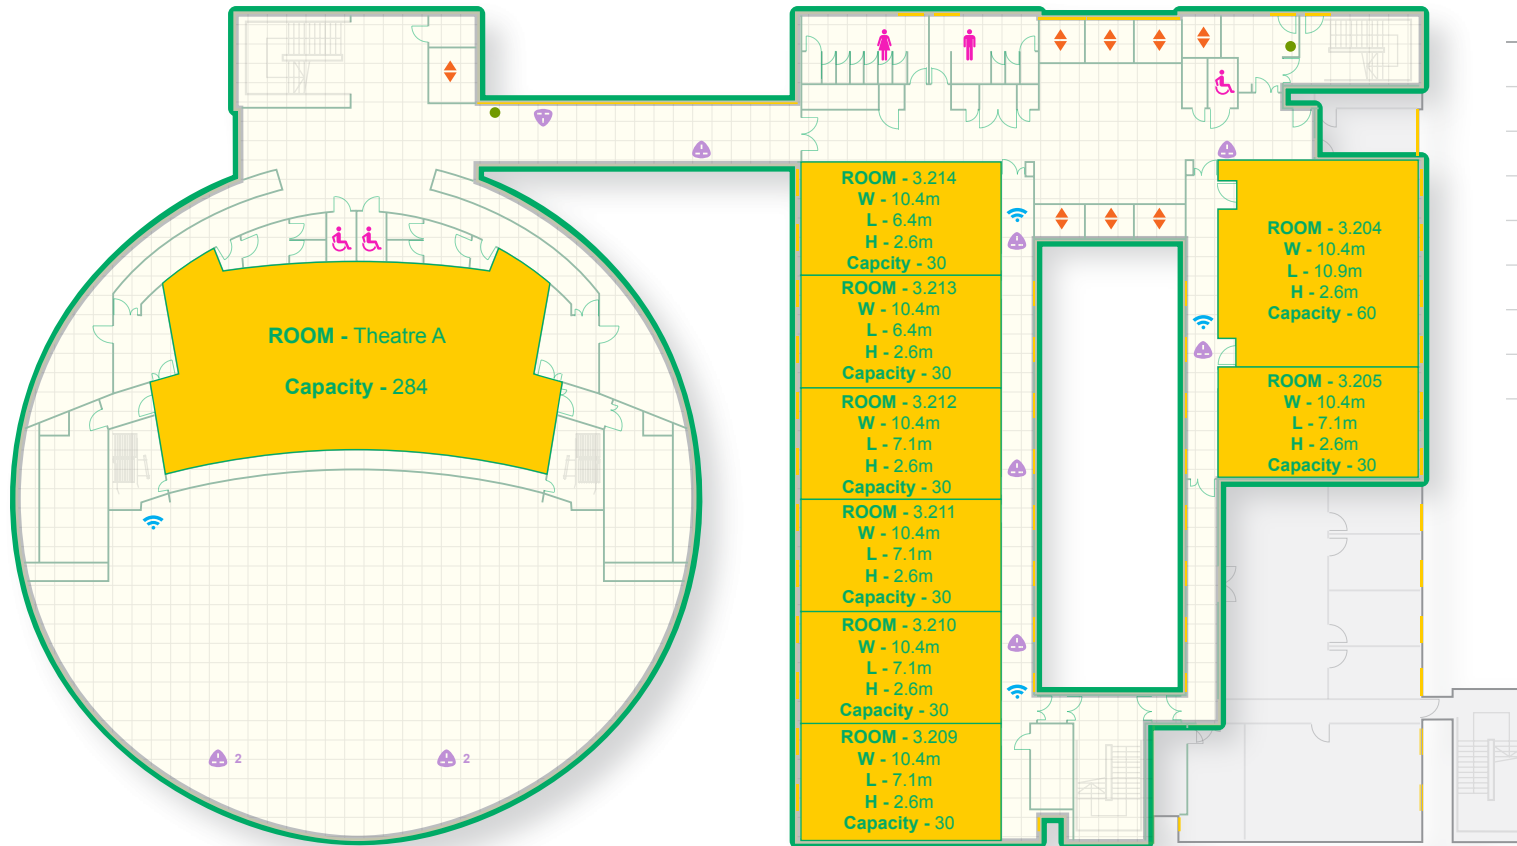 ROOM - Theatre A
Capacity - 284
2
2
ROOM - 3.214
W - 10.4m
L - 6.4m
H - 2.6m
Capcity - 30
ROOM - 3.213
W - 10.4m
L - 6.4m
H - 2.6m
Capacity - 30
ROOM - 3.212
W - 10.4m
L - 7.1m
H - 2.6m
Capacity - 30
ROOM - 3.211
W - 10.4m
L - 7.1m
H - 2.6m
Capacity - 30
ROOM - 3.210
W - 10.4m
L - 7.1m
H - 2.6m
Capacity - 30
ROOM - 3.209
W - 10.4m
L - 7.1m
H - 2.6m
Capacity - 30
ROOM - 3.204
W - 10.4m
L - 10.9m
H - 2.6m
Capacity - 60
ROOM - 3.205
W - 10.4m
L - 7.1m
H - 2.6m
Capacity - 30